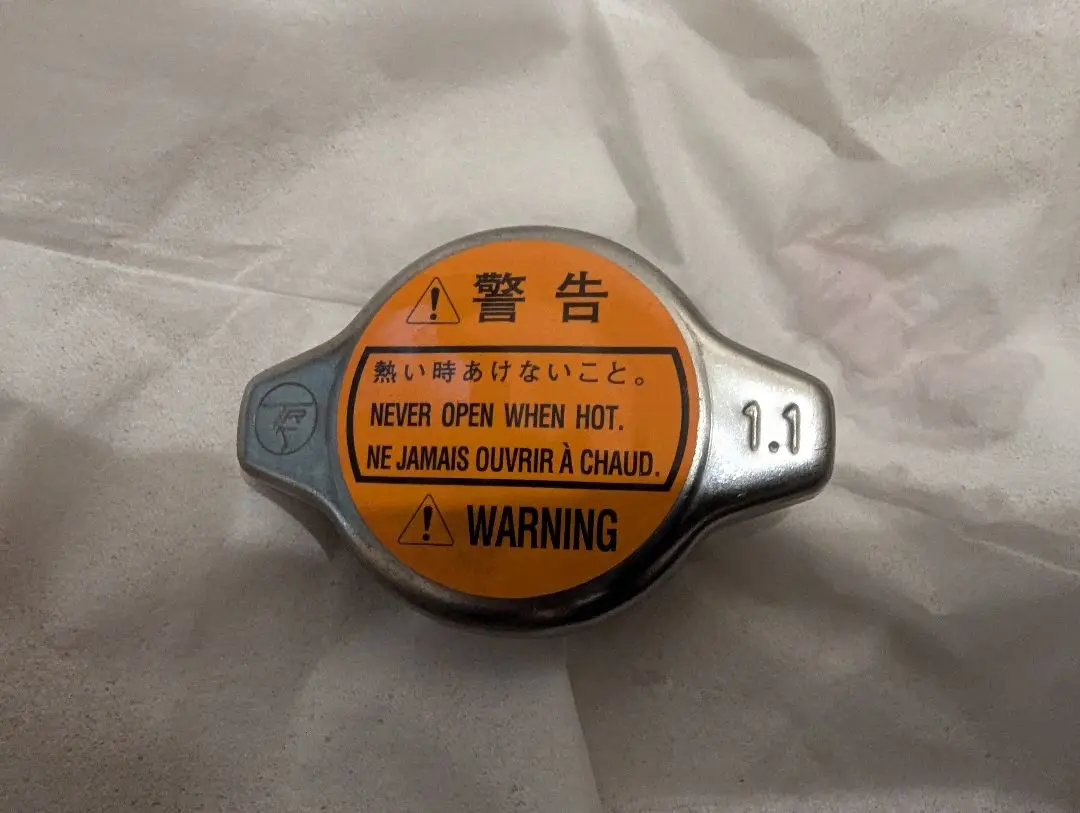 警告
熱い時あけないこと。
NEVER OPEN WHEN HOT.
NE JAMAIS OUVRIR À CHAUD.
WARNING
1.1